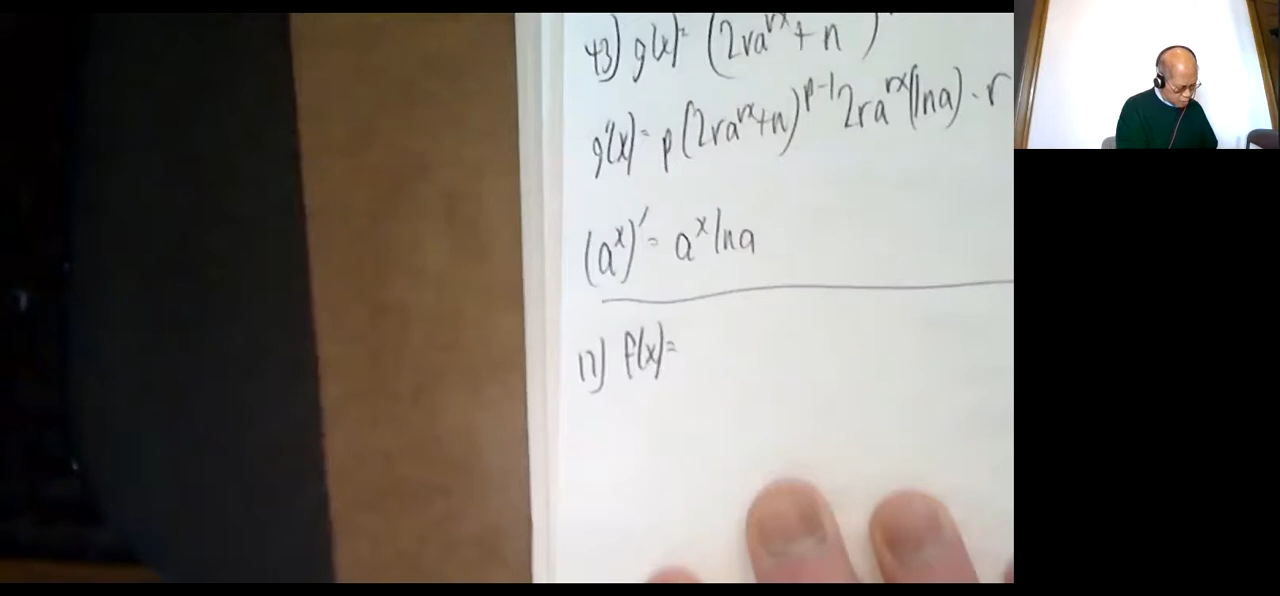 43) g(x)= (2ra^{rx} + n)
g'(x)= p(2ra^{rx}+n)^{p-1} 2ra^{rx}(ln a) · r
(a^x)' = a^x ln a
17) f(x)=